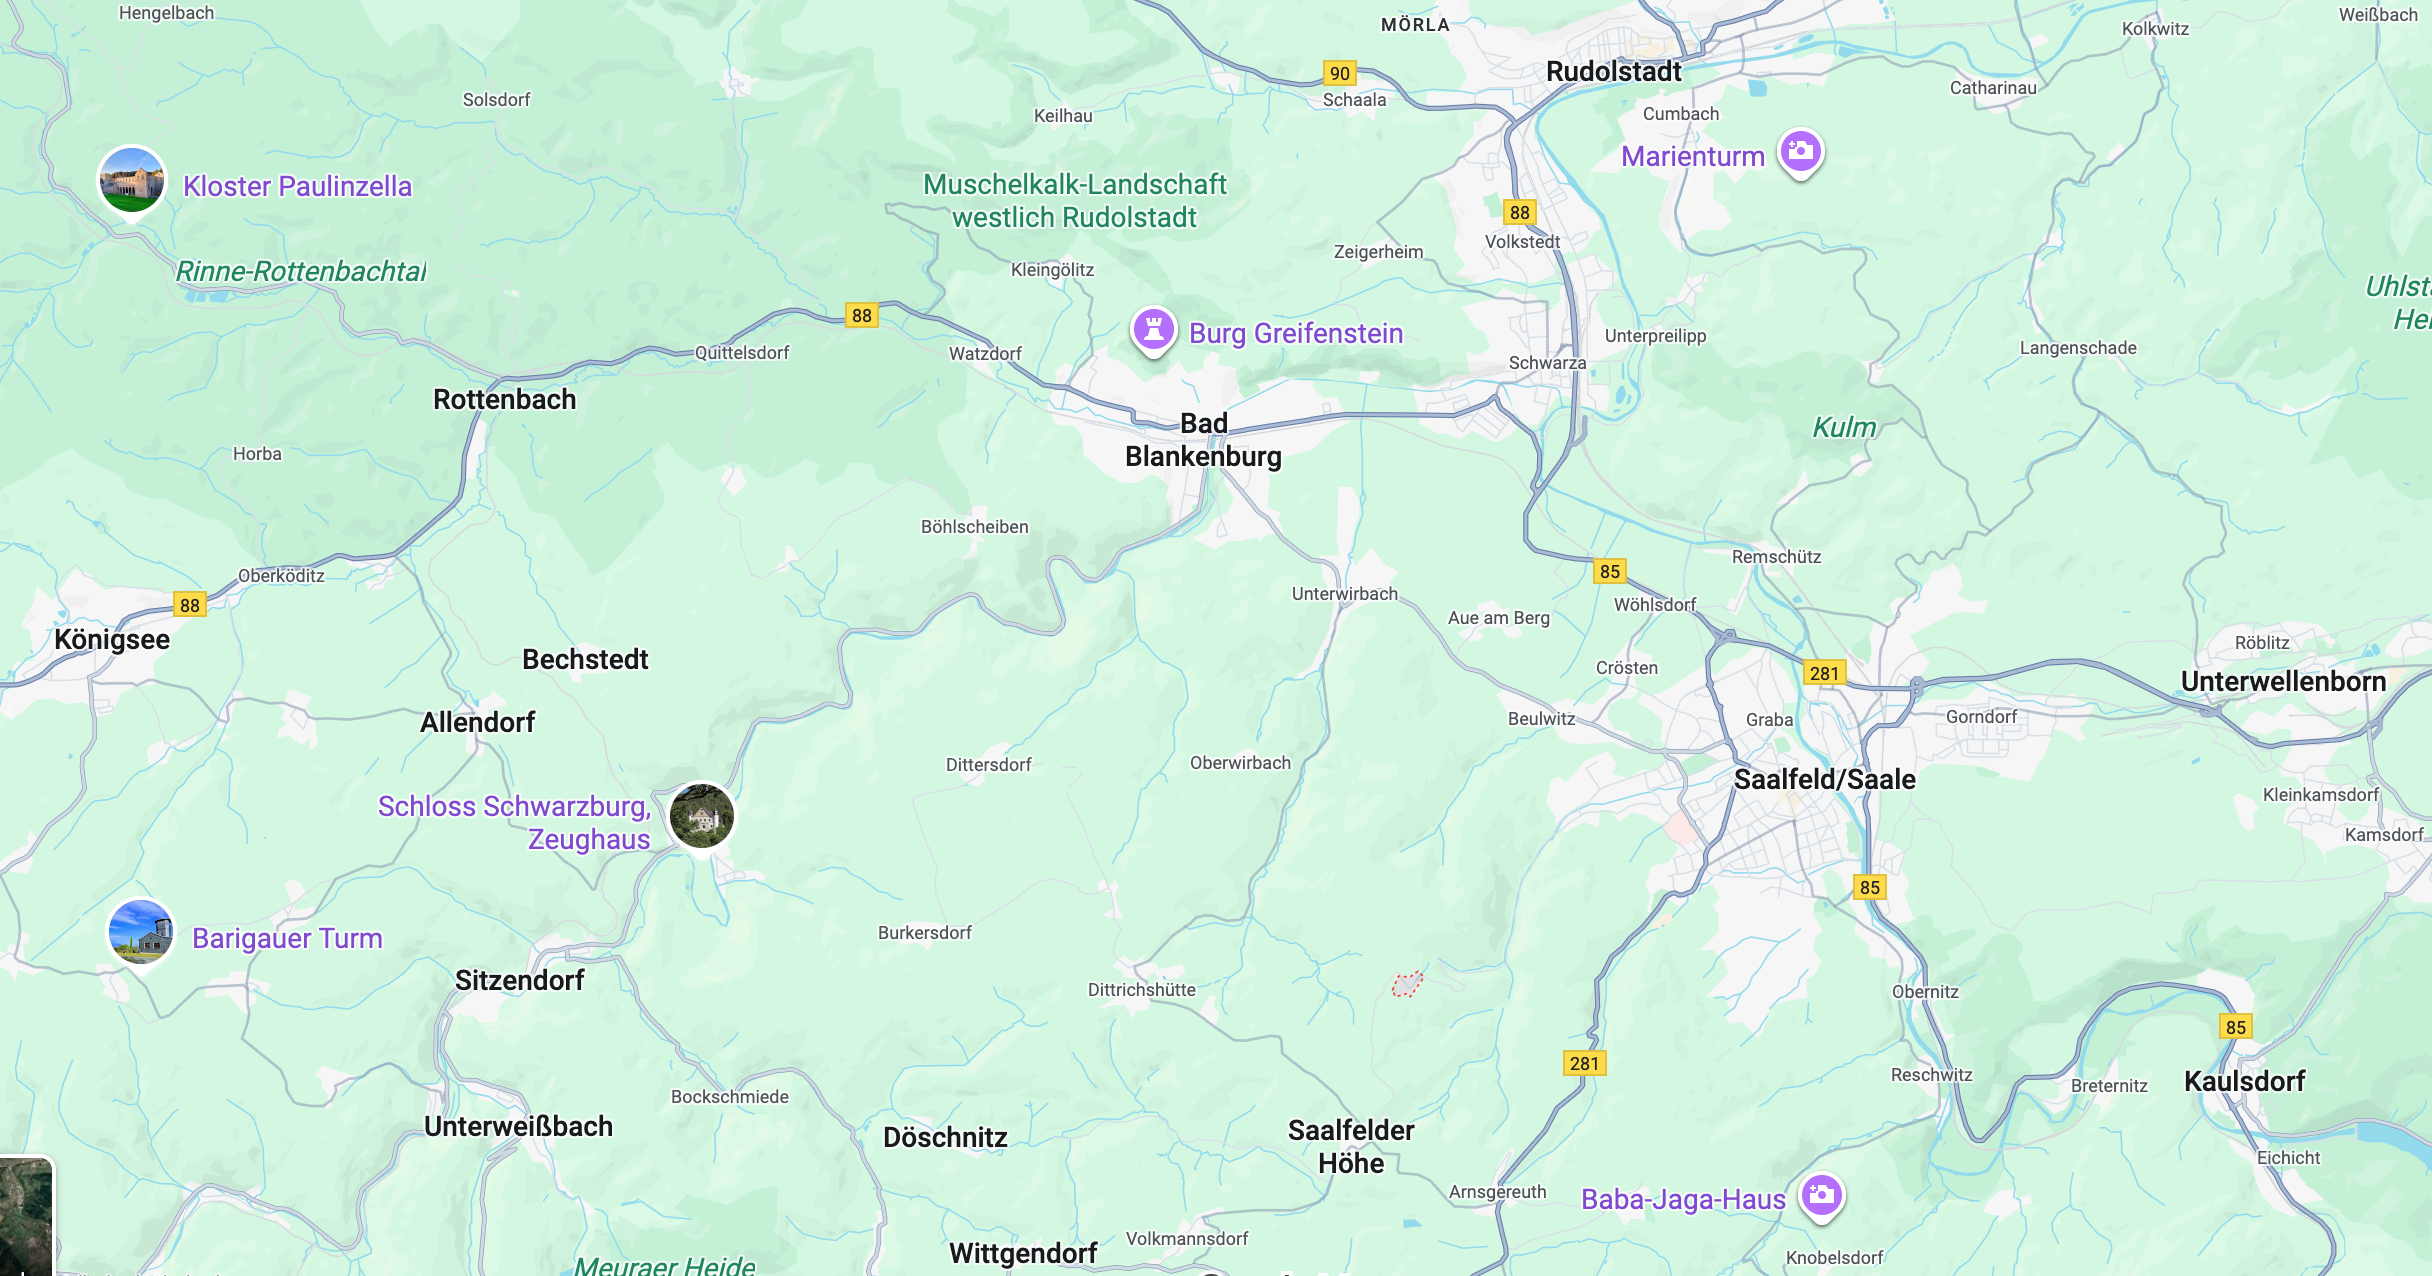 Hengelbach
MÖRLA
Weißbach
Kolkwitz
Rudolstadt
90
Schaala
Solsdorf
Catharinau
Keilhau
Cumbach
Marienturm
Kloster Paulinzella
Muschelkalk-Landschaft
westlich Rudolstadt
88
Volkstedt
Zeigerheim
Rinne-Rottenbachtal
Kleingölitz
88
Burg Greifenstein
Unterpreilipp
Langenschade
Quittelsdorf
Watzdorf
Schwarza
Rottenbach
Bad
Blankenburg
Kulm
Horba
Böhlscheiben
Remschütz
85
Oberköditz
Unterwirbach
88
Wöhlsdorf
Aue am Berg
Königsee
Röblitz
Bechstedt
Crösten
281
Unterwellenborn
Allendorf
Beulwitz
Graba
Gorndorf
Dittersdorf
Oberwirbach
Saalfeld/Saale
Kleinkamsdorf
Schloss Schwarzburg,
Zeughaus
Kamsdorf
85
Burkersdorf
Barigauer Turm
Sitzendorf
Dittrichshütte
Obernitz
85
281
Reschwitz
Breternitz
Kaulsdorf
Bockschmiede
Unterweißbach
Döschnitz
Saalfelder
Höhe
Eichicht
Arnsgereuth
Baba-Jaga-Haus
Volkmannsdorf
Wittgendorf
Knobelsdorf
Meuraer Heide